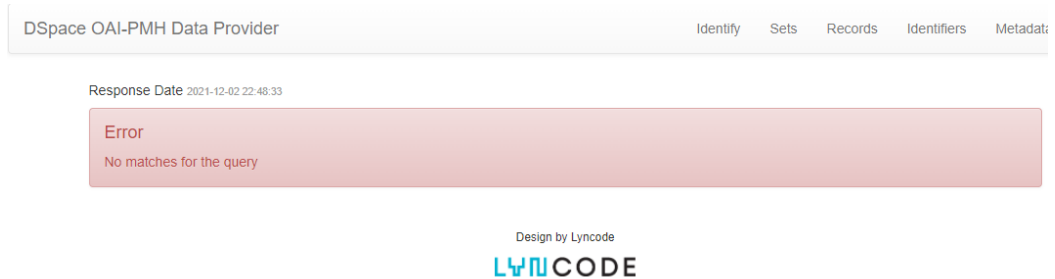 DSpace OAI-PMH Data Provider Identify Sets Records Identifiers Metadata
Response Date 2021-12-02 22:48:33
Error
No matches for the query
Design by Lyncode
LYNCODE